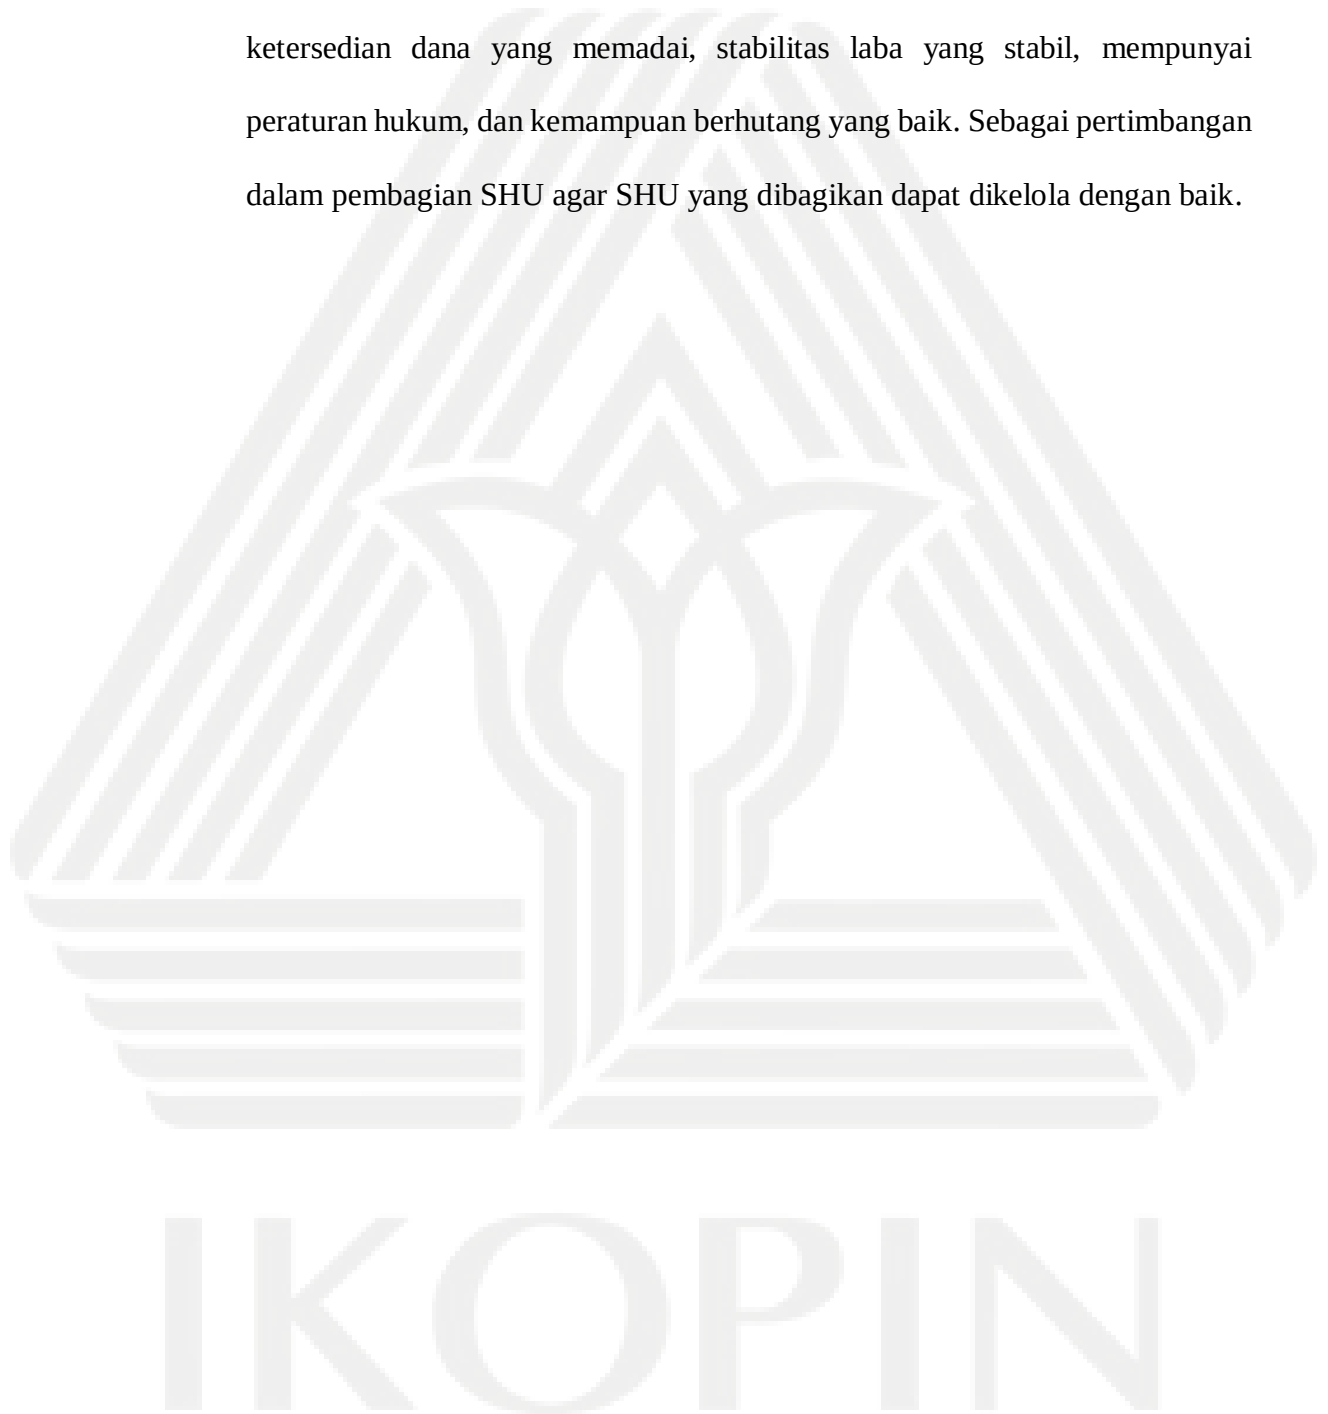 ketersedian dana yang memadai, stabilitas laba yang stabil, mempunyai
peraturan hukum, dan kemampuan berhutang yang baik. Sebagai pertimbangan
dalam pembagian SHU agar SHU yang dibagikan dapat dikelola dengan baik.
IKOPIN